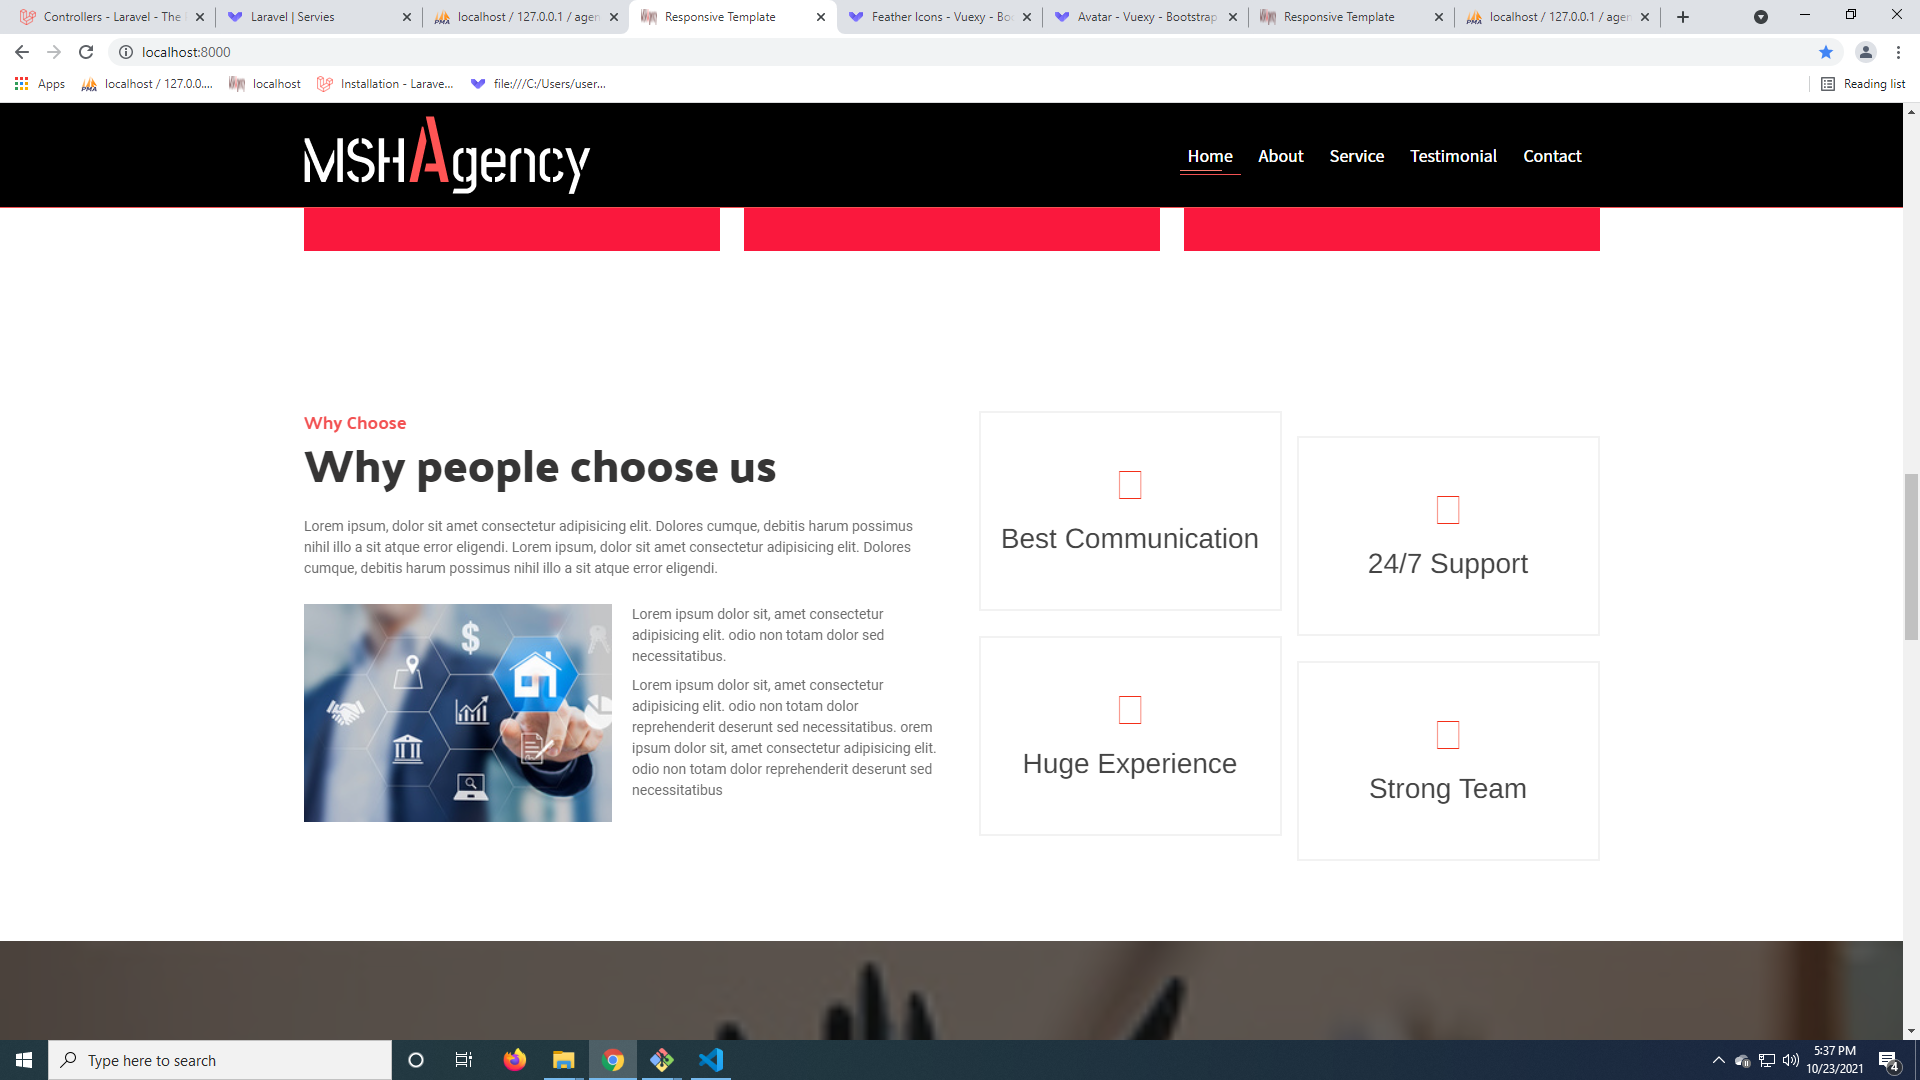 Controllers - Laravel - The
Laravel | Servies
localhost / 127.0.0.1 / agen
Responsive Template
Feather Icons - Vuexy - Boo
Avatar - Vuexy - Bootstrap
Responsive Template
localhost / 127.0.0.1 / agen
localhost:8000
Apps
localhost / 127.0.0....
localhost
Installation - Larave...
file:///C:/Users/user...
Reading list
MSHAgency
Home
About
Service
Testimonial
Contact
Why Choose
Why people choose us
Lorem ipsum, dolor sit amet consectetur adipisicing elit. Dolores cumque, debitis harum possimus
nihil illo a sit atque error eligendi. Lorem ipsum, dolor sit amet consectetur adipisicing elit. Dolores
cumque, debitis harum possimus nihil illo a sit atque error eligendi.
Lorem ipsum dolor sit, amet consectetur
adipisicing elit. odio non totam dolor sed
necessitatibus.
Lorem ipsum dolor sit, amet consectetur
adipisicing elit. odio non totam dolor
reprehenderit deserunt sed necessitatibus. orem
ipsum dolor sit, amet consectetur adipisicing elit.
odio non totam dolor reprehenderit deserunt sed
necessitatibus
Best Communication
24/7 Support
Huge Experience
Strong Team
Type here to search
5:37 PM
10/23/2021
4